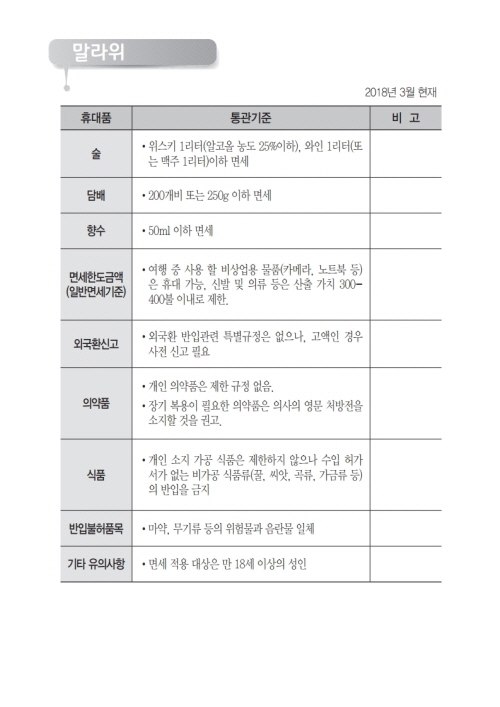 말라위
2018년 3월 현재
휴대품 통관기준 비 고
술
•위스키 1리터(알코올 농도 25%이하), 와인 1리터(또
는 맥주 1리터)이하 면세
담배 •200개비 또는 250g 이하 면세
향수 •50ml 이하 면세
면세한도금액
(일반면세기준)
•여행 중 사용 할 비상업용 물품(카메라, 노트북 등)
은 휴대 가능, 신발 및 의류 등은 산출 가치 300-
400불 이내로 제한.
외국환신고
•외국환 반입관련 특별규정은 없으나, 고액인 경우
사전 신고 필요
의약품
•개인 의약품은 제한 규정 없음.
•장기 복용이 필요한 의약품은 의사의 영문 처방전을
소지할 것을 권고.
식품
•개인 소지 가공 식품은 제한하지 않으나 수입 허가
서가 없는 비가공 식품류(꿀, 씨앗, 곡류, 가금류 등)
의 반입을 금지
반입불허품목 •마약, 무기류 등의 위험물과 음란물 일체
기타 유의사항 •면세 적용 대상은 만 18세 이상의 성인